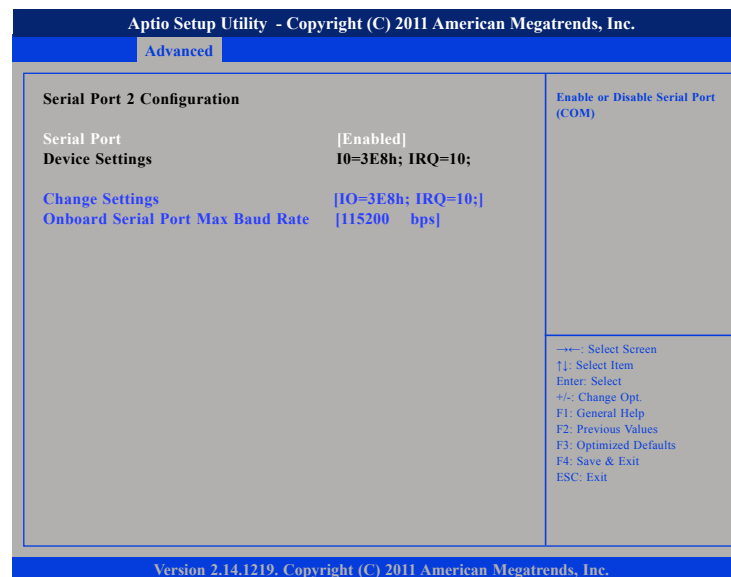 Aptio Setup Utility - Copyright (C) 2011 American Megatrends, Inc.
Advanced
Serial Port 2 Configuration
Serial Port [Enabled]
Device Settings I0=3E8h; IRQ=10;
Change Settings [IO=3E8h; IRQ=10;]
Onboard Serial Port Max Baud Rate [115200 bps]
Enable or Disable Serial Port
(COM)
→←: Select Screen
↑↓: Select Item
Enter: Select
+/-: Change Opt.
F1: General Help
F2: Previous Values
F3: Optimized Defaults
F4: Save & Exit
ESC: Exit
Version 2.14.1219. Copyright (C) 2011 American Megatrends, Inc.